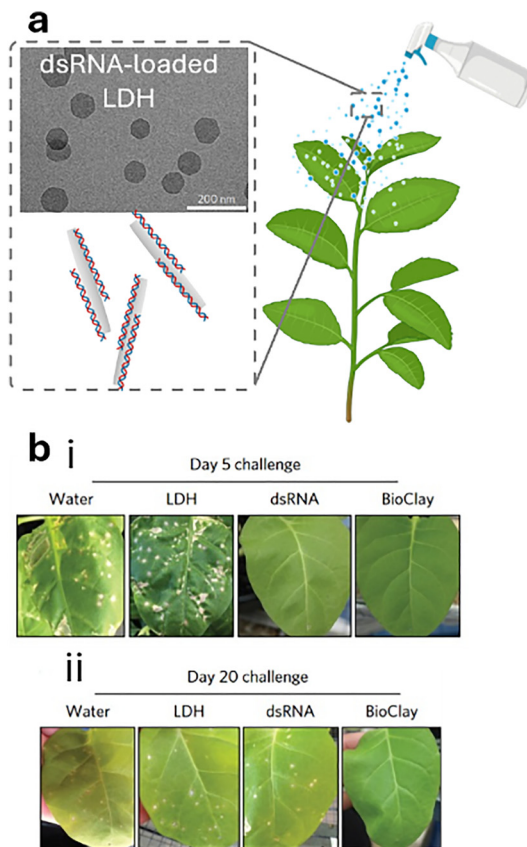 a
dsRNA-loaded
LDH
200 nm
b i
Day 5 challenge
Water LDH dsRNA BioClay
ii
Day 20 challenge
Water LDH dsRNA BioClay